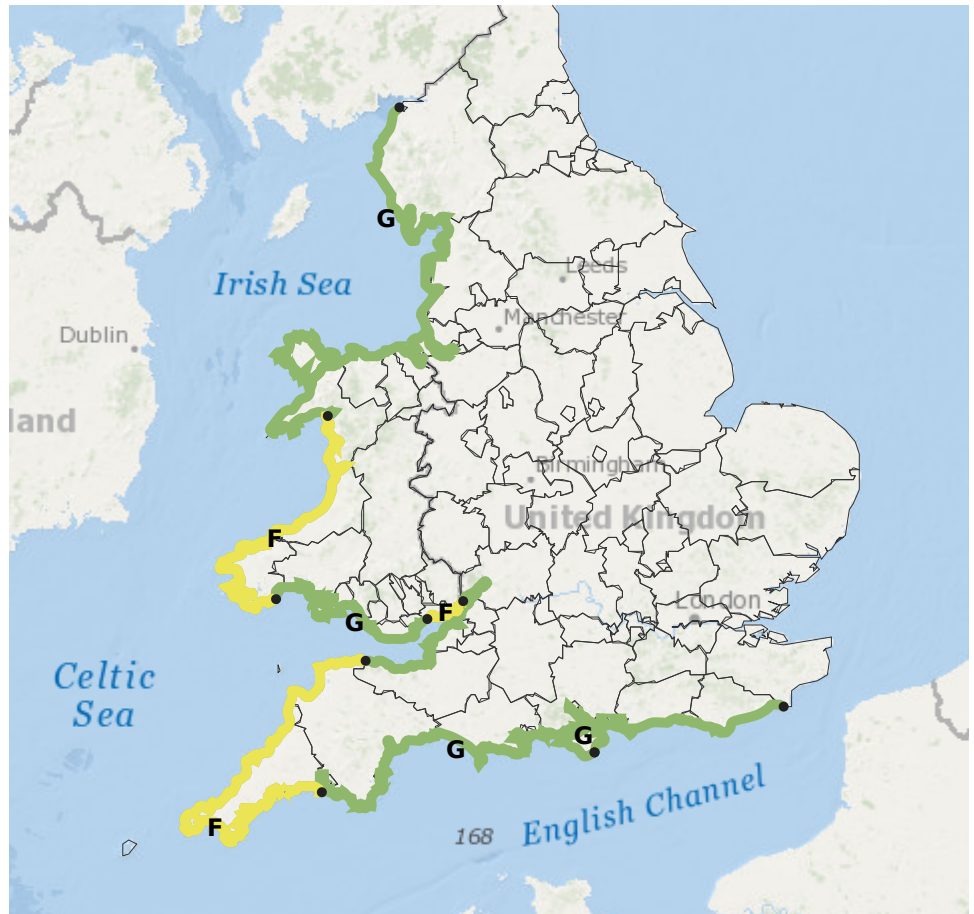 G
Leeds
Irish Sea
Manchester
Dublin
land
Birmingham
United Kingdom
F
London
F
G
Celtic
Sea
G
G
English Channel
F
168